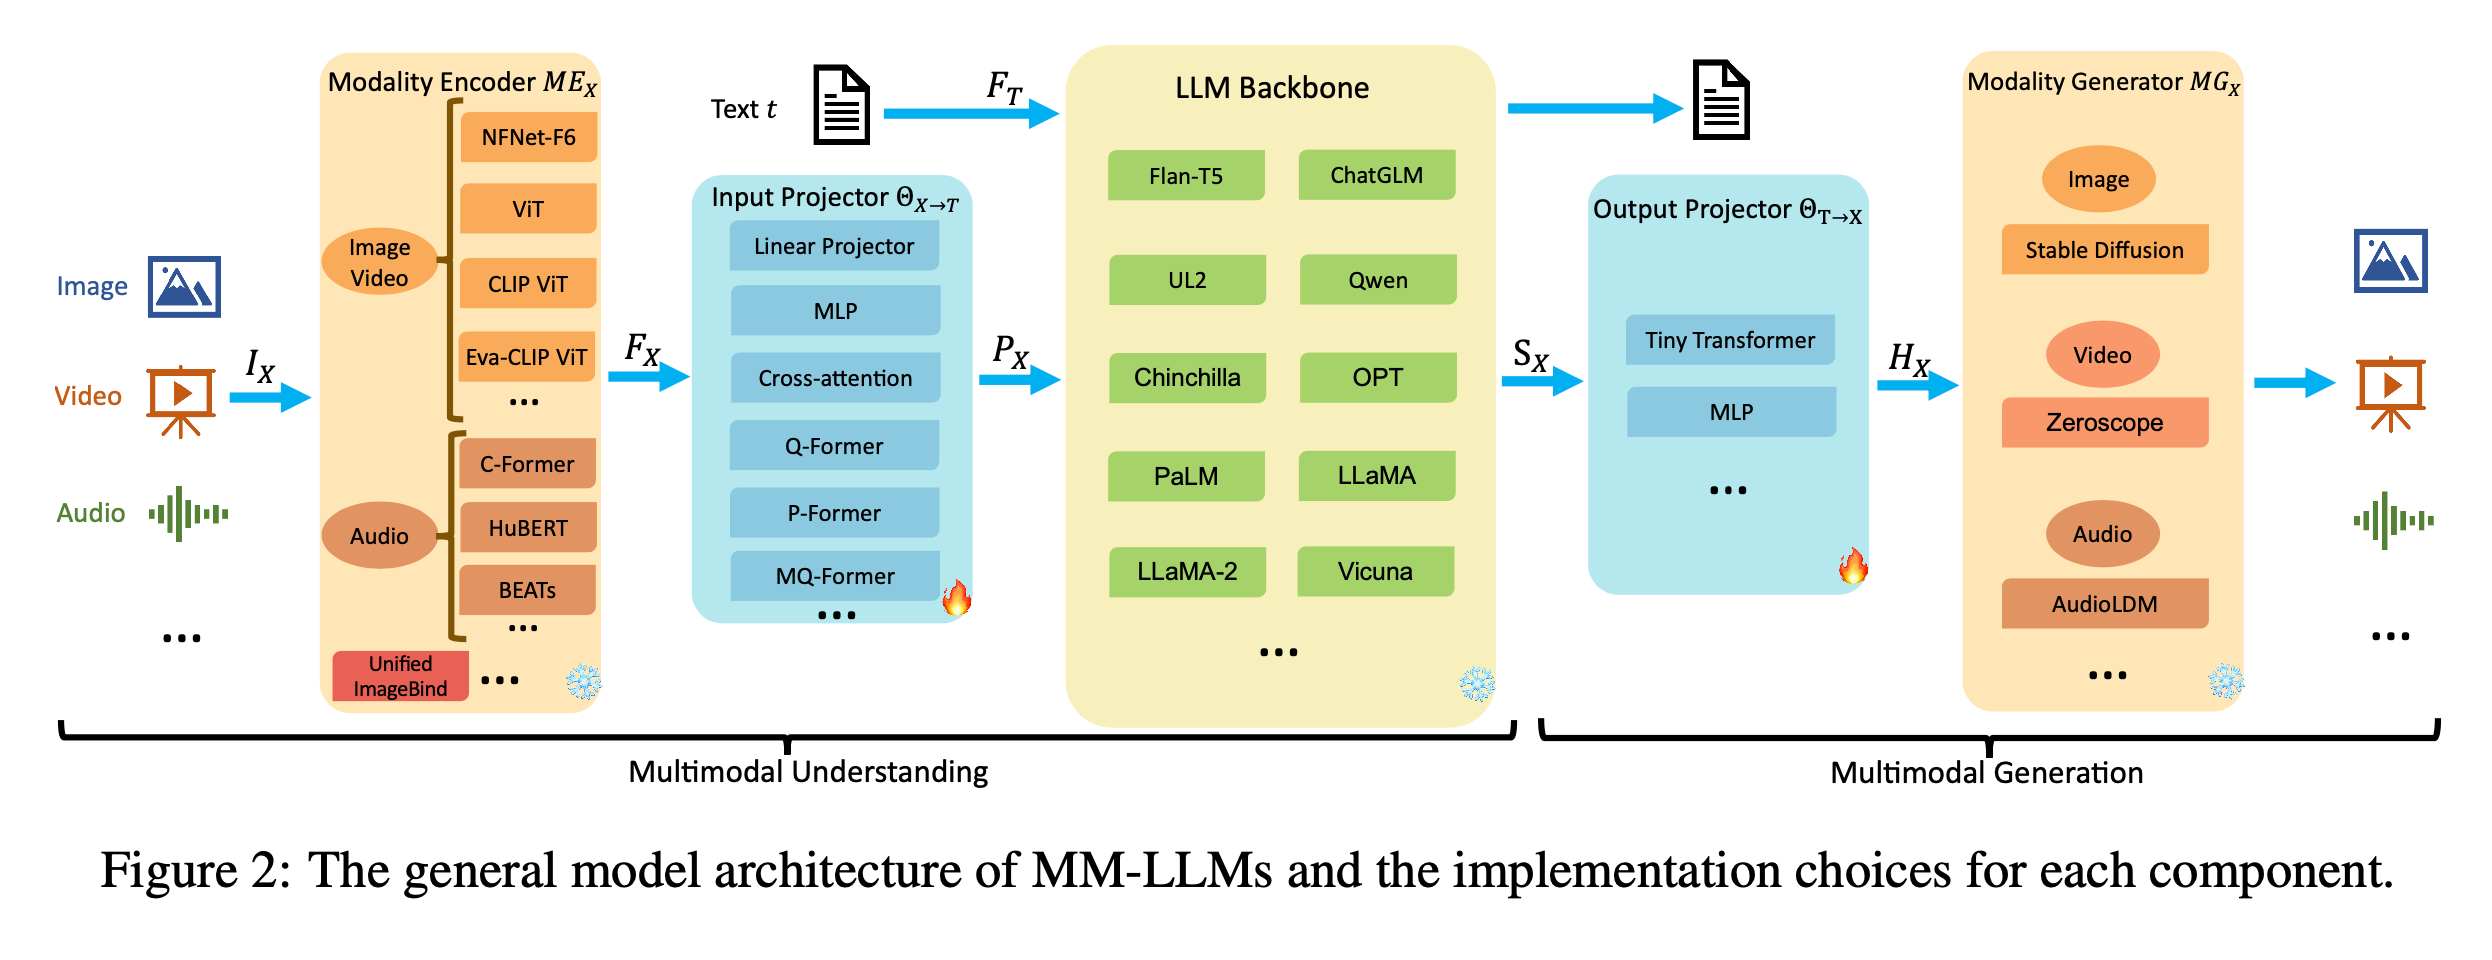 Image
Video
Audio
...
I_X
Modality Encoder ME_X
Image
Video
NFNet-F6
ViT
CLIP ViT
Eva-CLIP ViT
...
Audio
C-Former
HuBERT
BEATs
...
Unified
ImageBind
...
F_X
Text t
F_T
Input Projector Θ_X→T
Linear Projector
MLP
Cross-attention
Q-Former
P-Former
MQ-Former
...
P_X
LLM Backbone
Flan-T5 ChatGLM
UL2 Qwen
Chinchilla OPT
PaLM LLaMA
LLaMA-2 Vicuna
...
S_X
Output Projector Θ_T→X
Tiny Transformer
MLP
...
H_X
Modality Generator MG_X
Image
Stable Diffusion
Video
Zeroscope
Audio
AudioLDM
...
...
Multimodal Understanding
Multimodal Generation
Figure 2: The general model architecture of MM-LLMs and the implementation choices for each component.